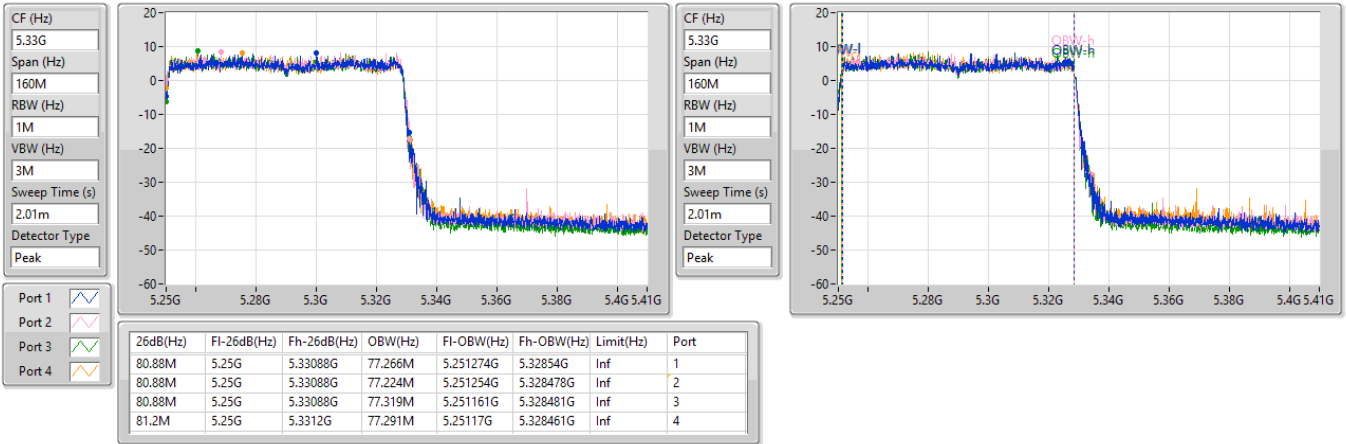 CF (Hz)
5.33G
Span (Hz)
160M
RBW (Hz)
1M
VBW (Hz)
3M
Sweep Time (s)
2.01m
Detector Type
Peak
20
10
0
-10
-20
-30
-40
-50
-60
5.25G 5.28G 5.3G 5.32G 5.34G 5.36G 5.38G 5.4G 5.41G
CF (Hz)
5.33G
Span (Hz)
160M
RBW (Hz)
1M
VBW (Hz)
3M
Sweep Time (s)
2.01m
Detector Type
Peak
20
10
0
-10
-20
-30
-40
-50
-60
OBW-h
OBW-h
5.25G 5.28G 5.3G 5.32G 5.34G 5.36G 5.38G 5.4G 5.41G
Port 1
Port 2
Port 3
Port 4
26dB(Hz) Fl-26dB(Hz) Fh-26dB(Hz) OBW(Hz) Fl-OBW(Hz) Fh-OBW(Hz) Limit(Hz) Port
80.88M 5.25G 5.33088G 77.266M 5.251274G 5.32854G Inf 1
80.88M 5.25G 5.33088G 77.224M 5.251254G 5.328478G Inf 2
80.88M 5.25G 5.33088G 77.319M 5.251161G 5.328481G Inf 3
81.2M 5.25G 5.3312G 77.291M 5.25117G 5.328461G Inf 4